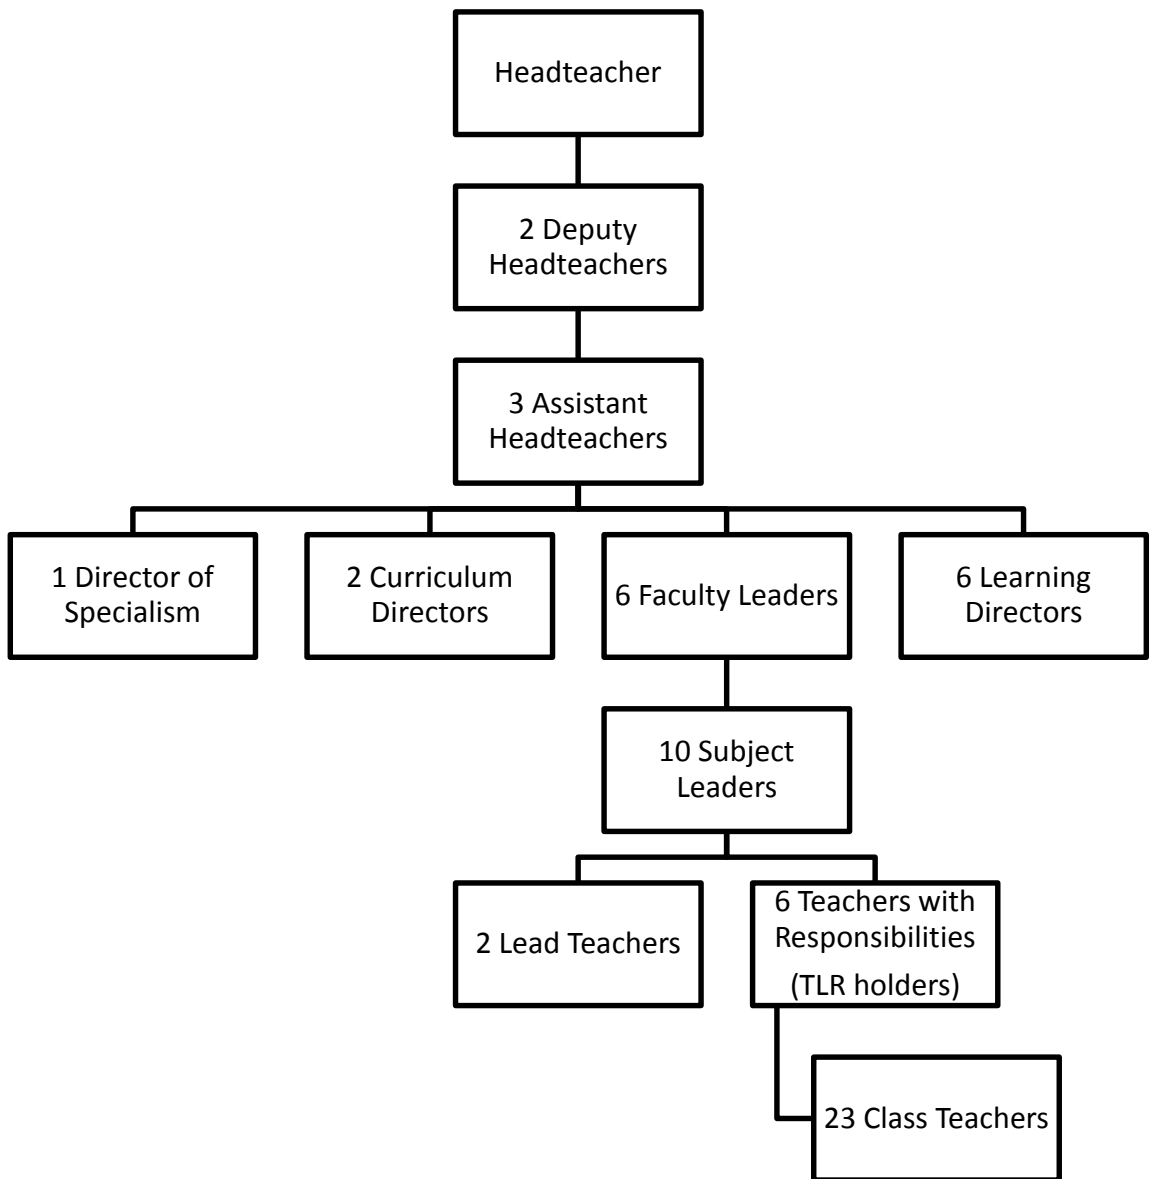 Headteacher
2 Deputy
Headteachers
3 Assistant
Headteachers
1 Director of
Specialism
2 Curriculum
Directors
6 Faculty Leaders
6 Learning
Directors
10 Subject
Leaders
2 Lead Teachers
6 Teachers with
Responsibilities
(TLR holders)
23 Class Teachers